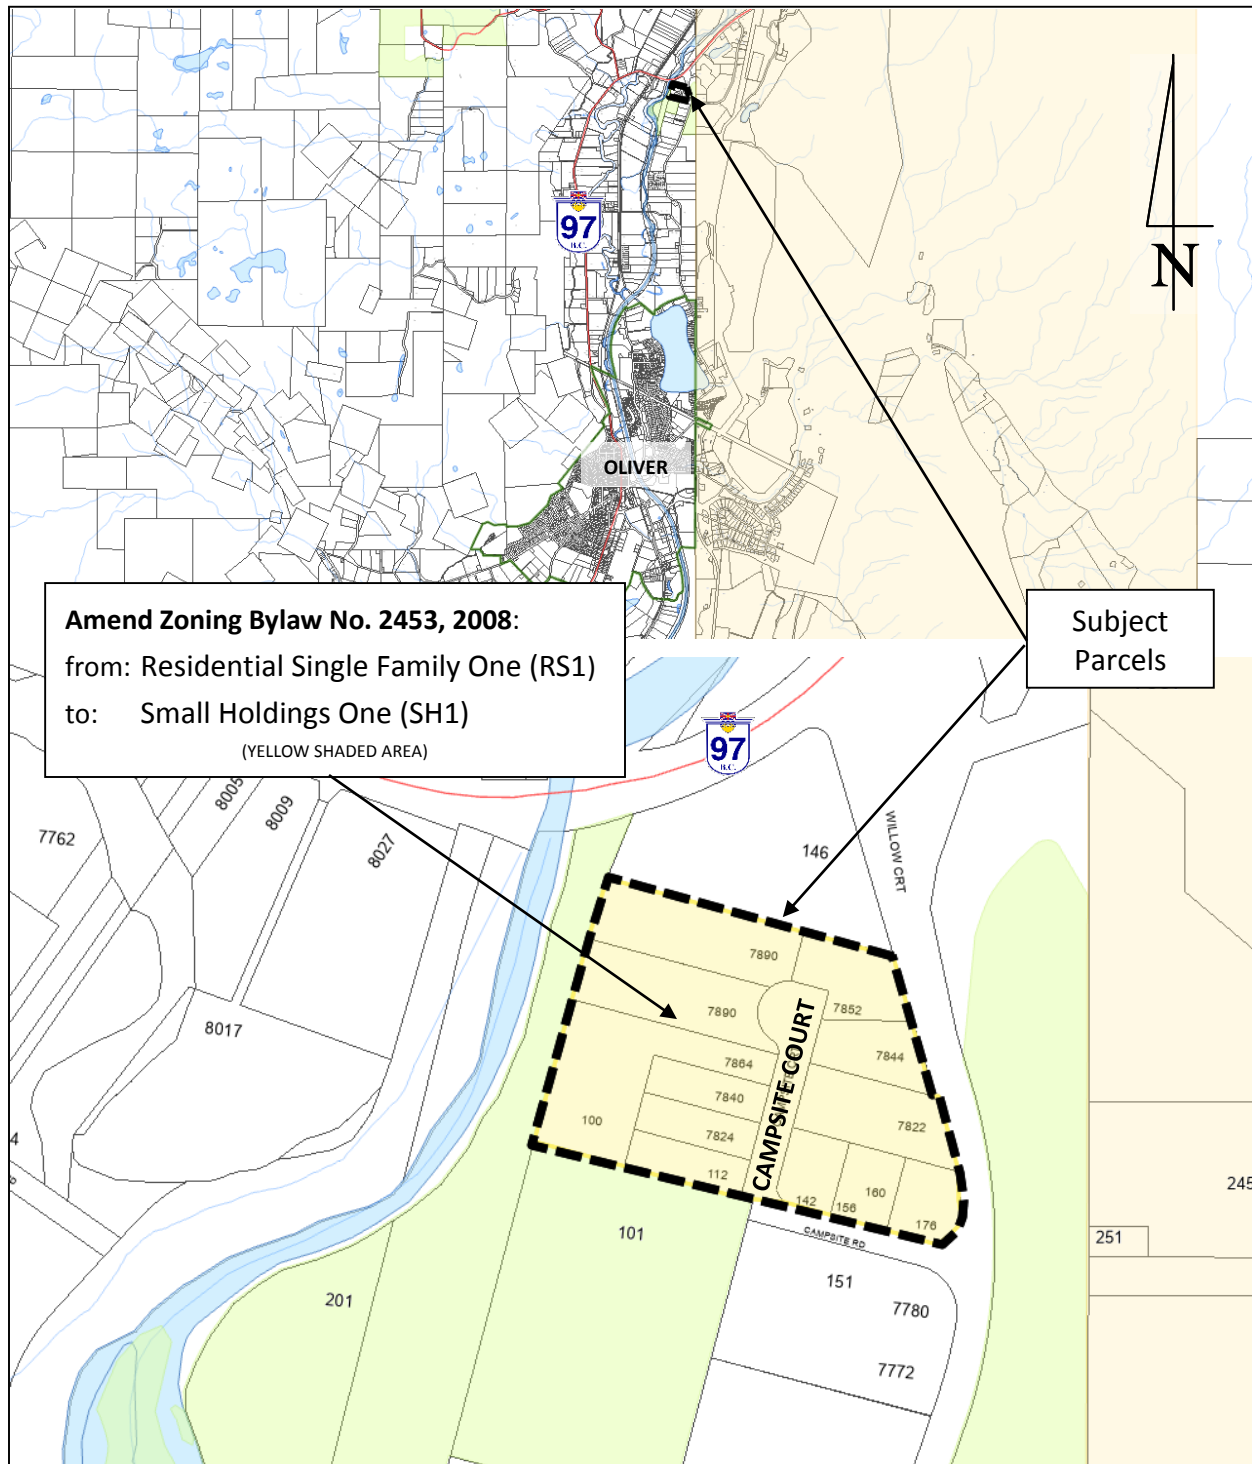 97
B.C.
N
OLIVER
Amend Zoning Bylaw No. 2453, 2008:
from: Residential Single Family One (RS1)
to: Small Holdings One (SH1)
(YELLOW SHADED AREA)
Subject
Parcels
97
B.C.
8005
8009
7762
8027
146
WILLOW CRT
7890
7890
7852
8017
7864
7844
7840
100
7824
7822
CAMPSITE COURT
112
142
156
160
176
CAMPSITE RD
101
245
251
201
151
7780
7772
4